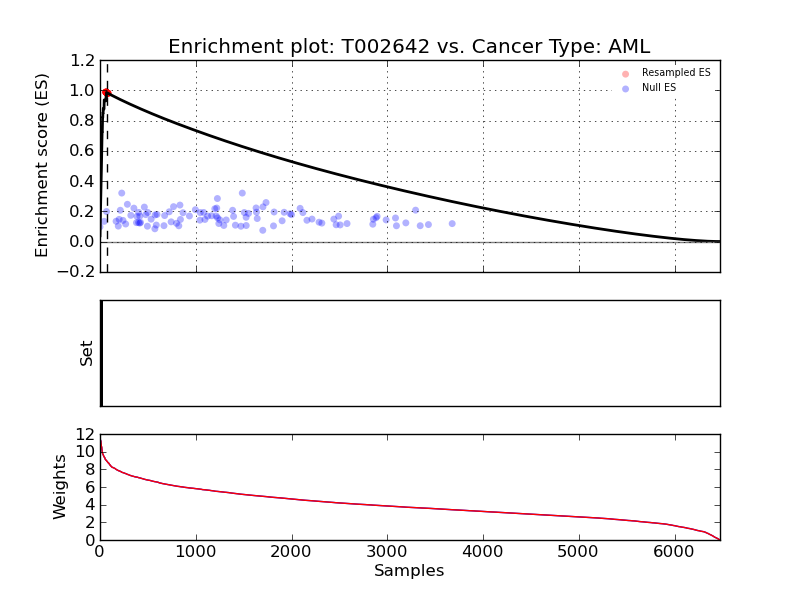 Enrichment plot: T002642 vs. Cancer Type: AML
Enrichment score (ES)
1.2
1.0
0.8
0.6
0.4
0.2
0.0
−0.2
Resampled ES
Null ES
Set
Weights
12
10
8
6
4
2
0
0 1000 2000 3000 4000 5000 6000
Samples